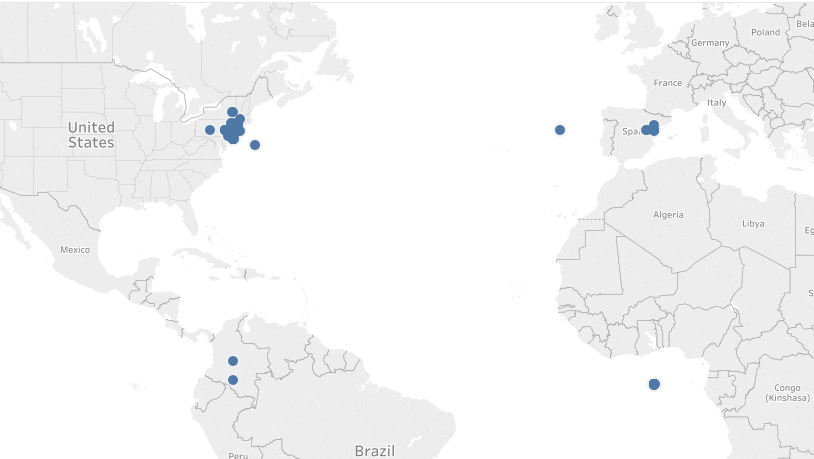 Poland
Germany
Bela
France
Italy
United
States
Spa
Algeria
Libya
Eg
Mexico
S
Congo
(Kinshasa)
Brazil
Peru